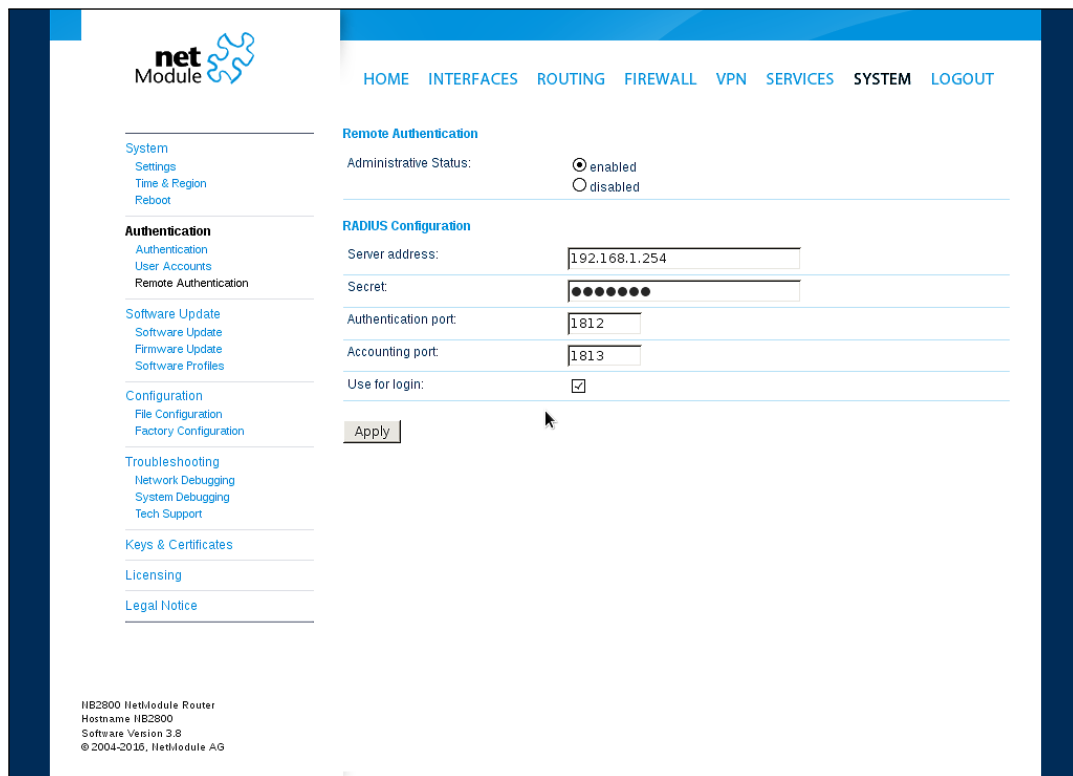 net
Module
HOME INTERFACES ROUTING FIREWALL VPN SERVICES SYSTEM LOGOUT
System
Settings
Time & Region
Reboot
Authentication
Authentication
User Accounts
Remote Authentication
Software Update
Software Update
Firmware Update
Software Profiles
Configuration
File Configuration
Factory Configuration
Troubleshooting
Network Debugging
System Debugging
Tech Support
Keys & Certificates
Licensing
Legal Notice
Remote Authentication
Administrative Status:
enabled
disabled
RADIUS Configuration
Server address: 192.168.1.254
Secret: ●●●●●●●
Authentication port: 1812
Accounting port: 1813
Use for login:
Apply
NB2800 NetModule Router
Hostname NB2800
Software Version 3.8
© 2004-2016, NetModule AG